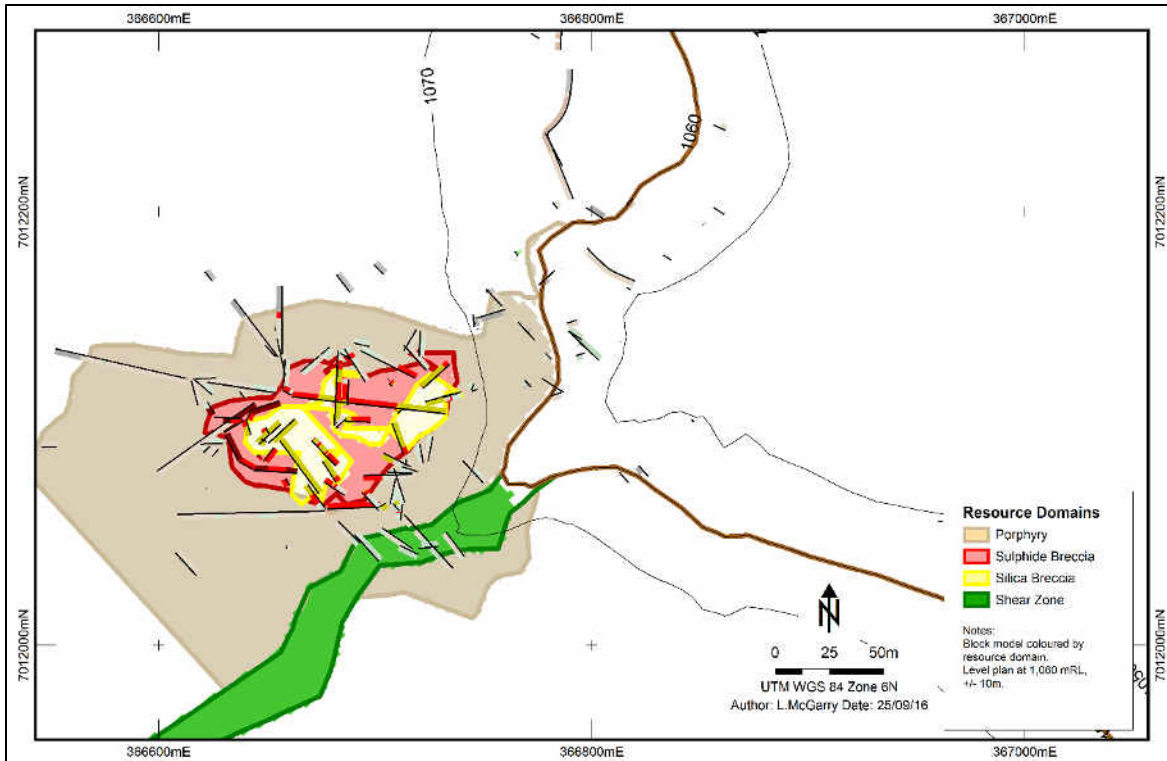 366600mE
366800mE
367000mE
7012200mN
7012200mN
1070
1060
Resource Domains
Porphyry
Sulphide Breccia
Silica Breccia
Shear Zone
Notes:
Block model coloured by
resource domain.
Level plan at 1,060 mRL,
+/- 10m.
N
0 25 50m
UTM WGS 84 Zone 6N
Author: L.McGarry Date: 25/09/16
7012000mN
7012000mN
366600mE
366800mE
367000mE